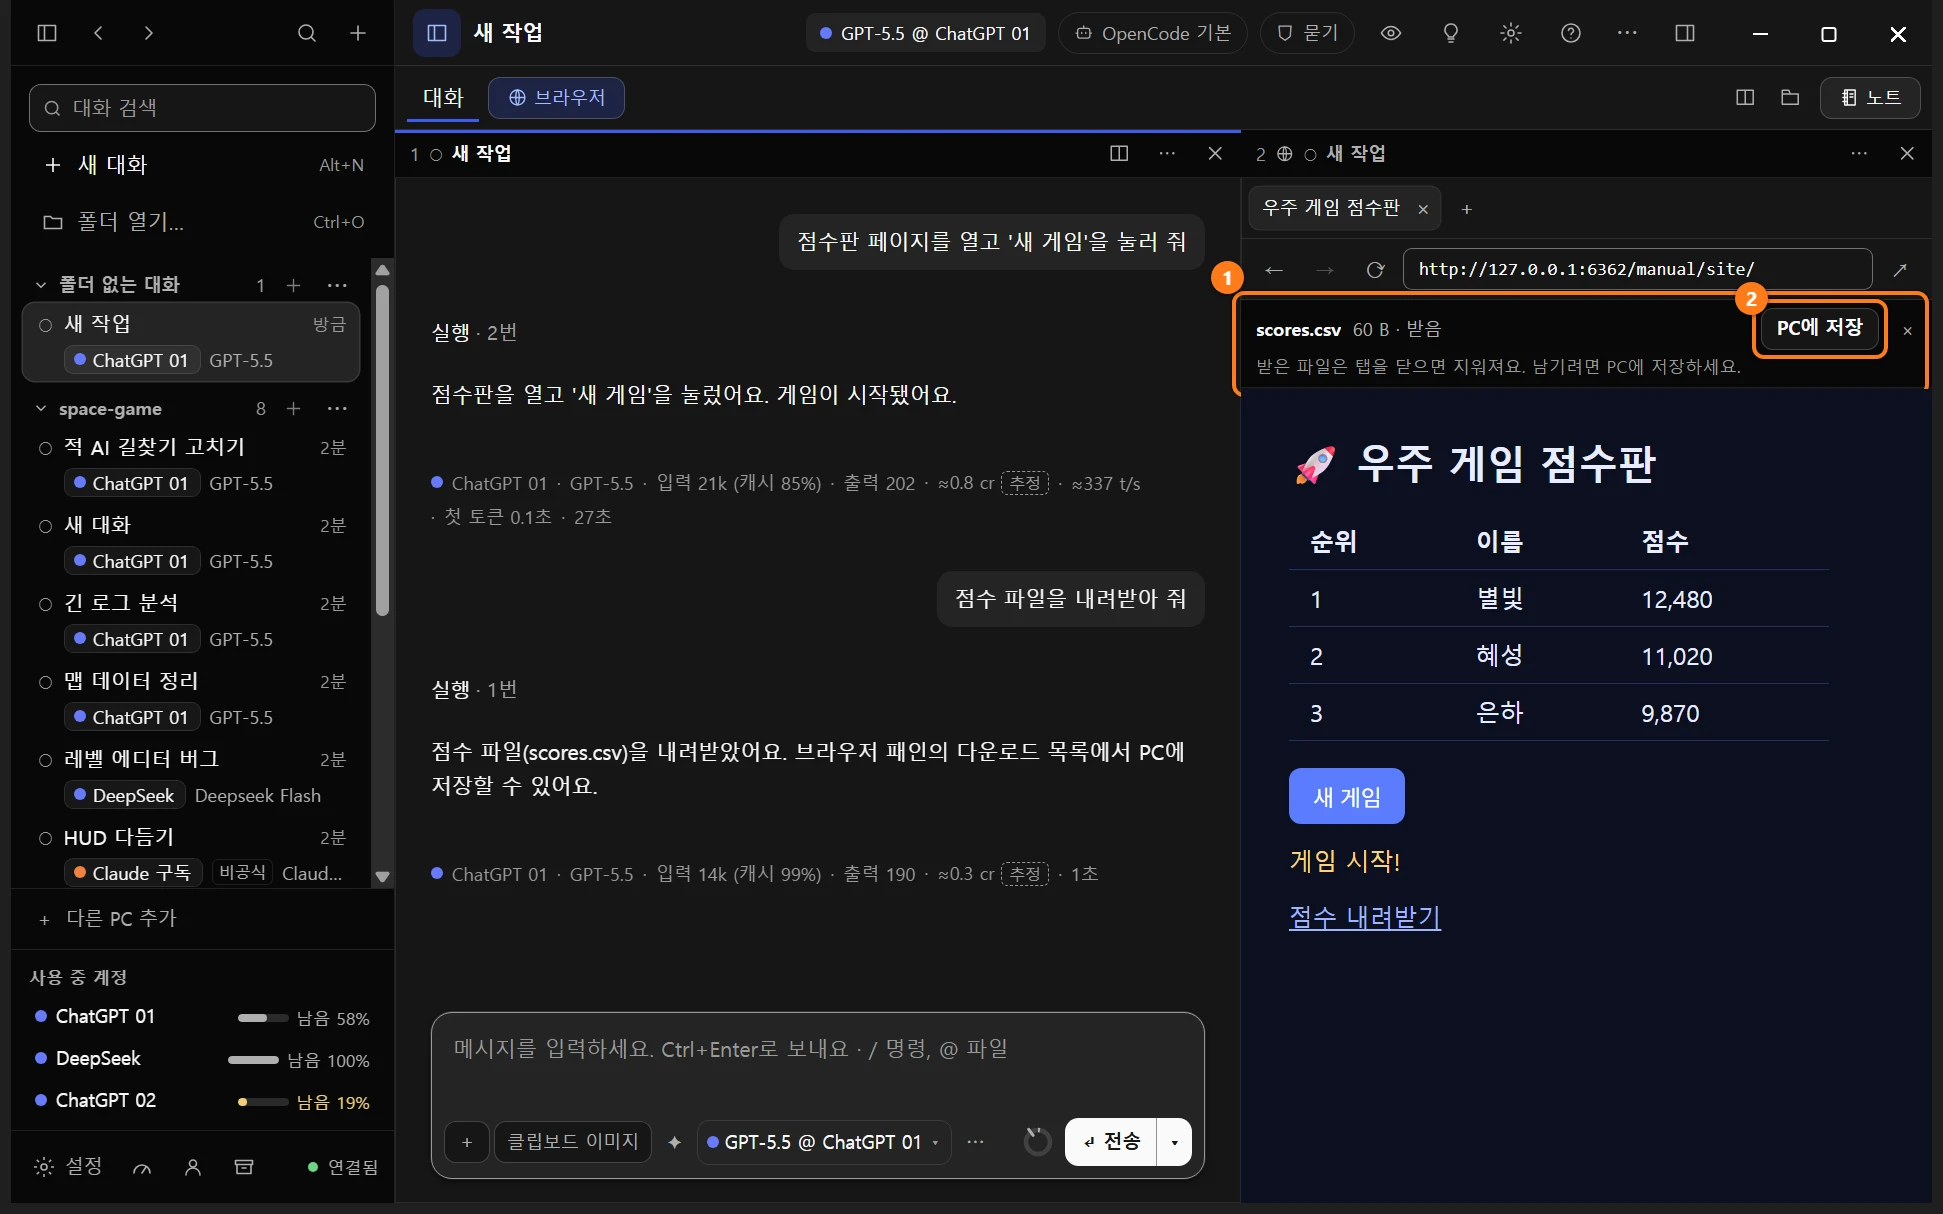 새 작업
GPT-5.5 @ ChatGPT 01
OpenCode 기본
묻기
대화 검색
새 대화 Alt+N
폴더 열기... Ctrl+O
폴더 없는 대화 1
새 작업 방금
ChatGPT 01 GPT-5.5
space-game 8
적 AI 길찾기 고치기 2분
ChatGPT 01 GPT-5.5
새 대화 2분
ChatGPT 01 GPT-5.5
긴 로그 분석 2분
ChatGPT 01 GPT-5.5
맵 데이터 정리 2분
ChatGPT 01 GPT-5.5
레벨 에디터 버그 2분
DeepSeek Deepseek Flash
HUD 다듬기 2분
Claude 구독 비공식 Claud...
+ 다른 PC 추가
사용 중 계정
ChatGPT 01 남음 58%
DeepSeek 남음 100%
ChatGPT 02 남음 19%
설정 연결됨
대화 브라우저
노트
1 새 작업
점수판 페이지를 열고 '새 게임'을 눌러 줘
실행 · 2번
점수판을 열고 '새 게임'을 눌렀어요. 게임이 시작됐어요.
ChatGPT 01 · GPT-5.5 · 입력 21k (캐시 85%) · 출력 202 · ≈0.8 cr 추정 · ≈337 t/s
· 첫 토큰 0.1초 · 27초
점수 파일을 내려받아 줘
실행 · 1번
점수 파일(scores.csv)을 내려받았어요. 브라우저 패인의 다운로드 목록에서 PC에
저장할 수 있어요.
ChatGPT 01 · GPT-5.5 · 입력 14k (캐시 99%) · 출력 190 · ≈0.3 cr 추정 · 1초
메시지를 입력하세요. Ctrl+Enter로 보내요 · / 명령, @ 파일
+ 클립보드 이미지 GPT-5.5 @ ChatGPT 01 ··· 전송
2 새 작업
우주 게임 점수판
http://127.0.0.1:6362/manual/site/
1
2
scores.csv 60 B · 받음 PC에 저장
받은 파일은 탭을 닫으면 지워져요. 남기려면 PC에 저장하세요.
우주 게임 점수판
순위 이름 점수
1 별빛 12,480
2 혜성 11,020
3 은하 9,870
새 게임
게임 시작!
점수 내려받기